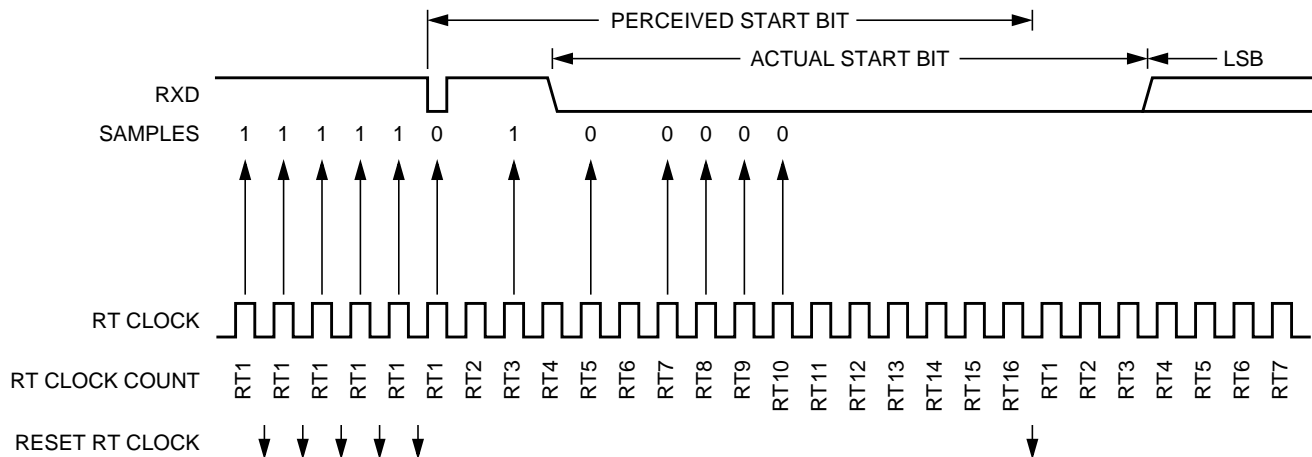 PERCEIVED START BIT
ACTUAL START BIT
LSB
RXD
SAMPLES 1 1 1 1 1 0 1 0 0 0 0 0
RT CLOCK
RT CLOCK COUNT RT1 RT1 RT1 RT1 RT1 RT1 RT2 RT3 RT4 RT5 RT6 RT7 RT8 RT9 RT10 RT11 RT12 RT13 RT14 RT15 RT16 RT1 RT2 RT3 RT4 RT5 RT6 RT7
RESET RT CLOCK